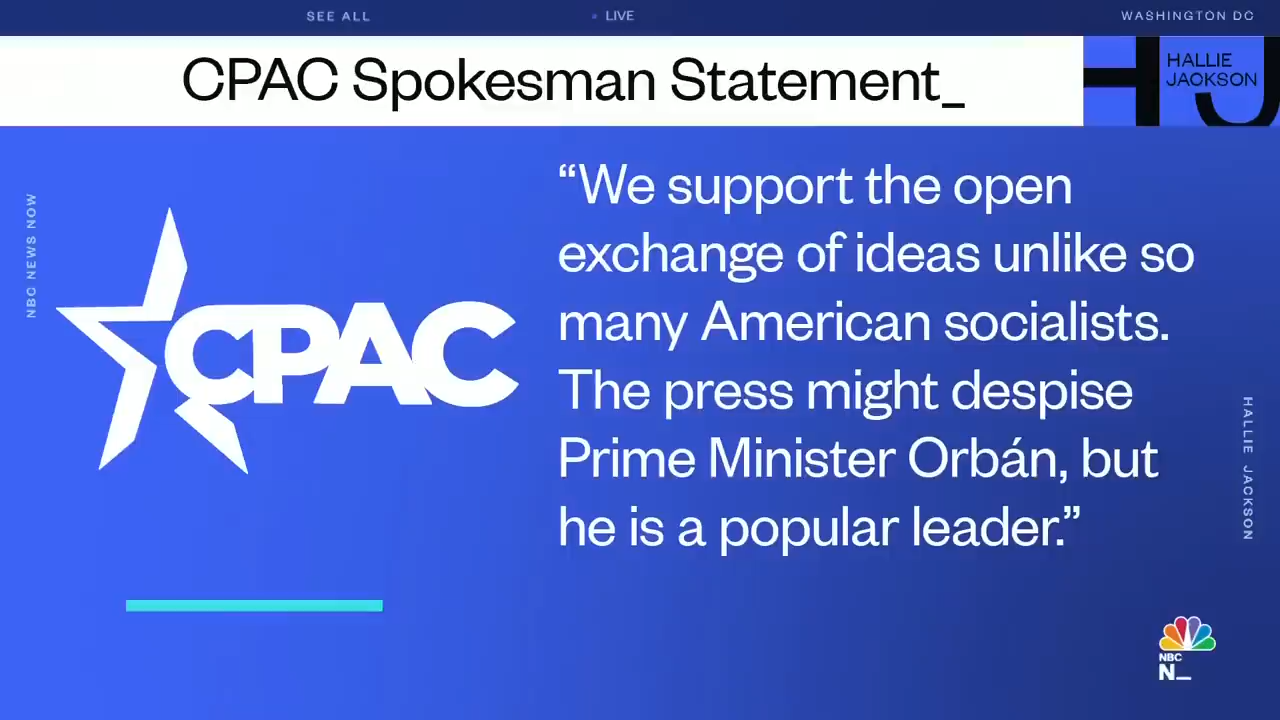 SEE ALL
LIVE
WASHINGTON DC
CPAC Spokesman Statement_
HALLIE
JACKSON
HJ
NBC NEWS NOW
CPAC
“We support the open
exchange of ideas unlike so
many American socialists.
The press might despise
Prime Minister Orbán, but
he is a popular leader.”
HALLIE JACKSON
NBC
N_